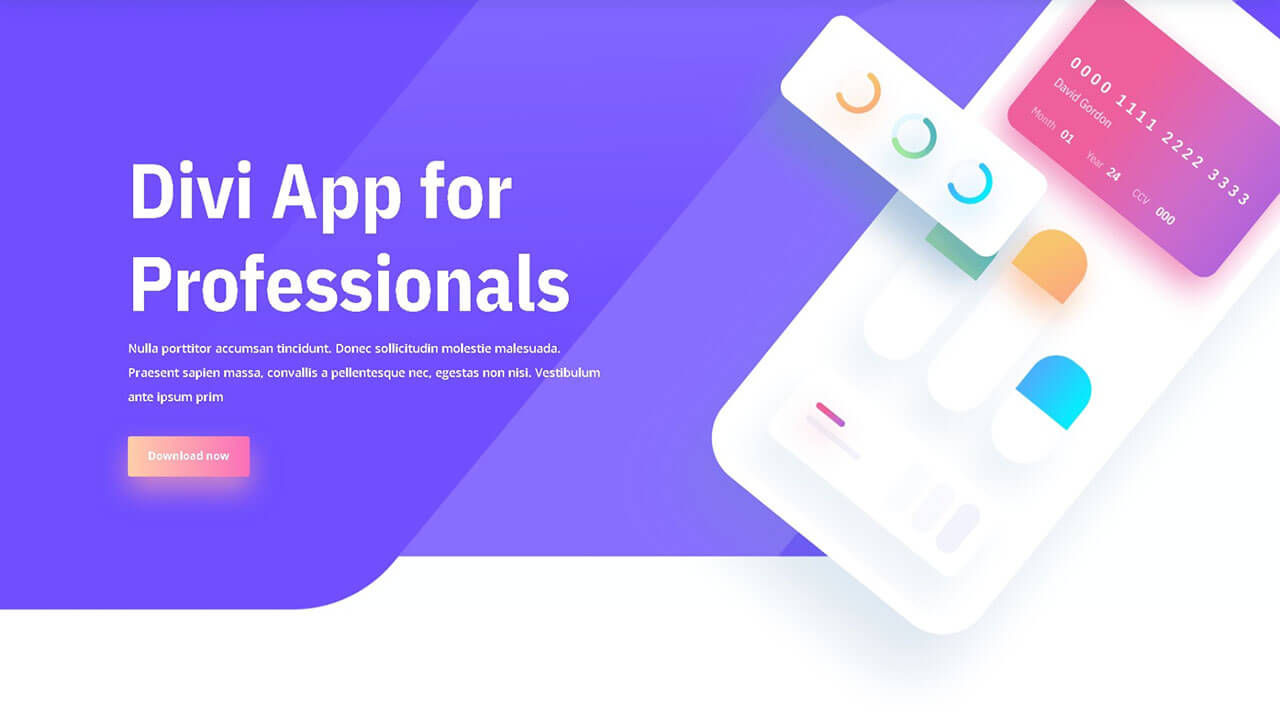 Divi App for
Professionals
Nulla porttitor accumsan tincidunt. Donec sollicitudin molestie malesuada.
Praesent sapien massa, convallis a pellentesque nec, egestas non nisi. Vestibulum
ante ipsum prim
Download now
0000 1111 2222 3333
David Gordon
Month 01 Year 24 CCV 000